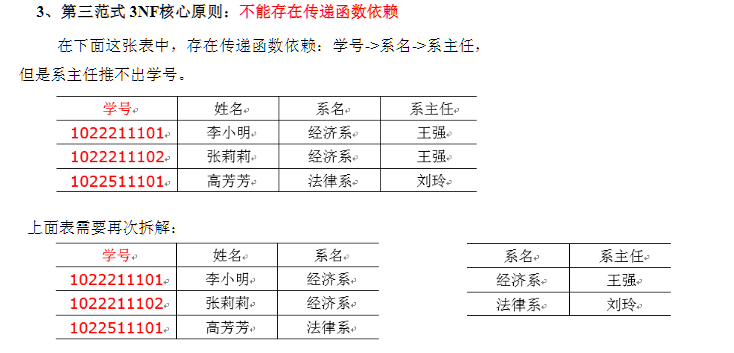 3、第三范式 3NF核心原则：不能存在传递函数依赖
在下面这张表中，存在传递函数依赖：学号->系名->系主任，
但是系主任推不出学号。
学号 姓名 系名 系主任
1022211101 李小明 经济系 王强
1022211102 张莉莉 经济系 王强
1022511101 高芳芳 法律系 刘玲
上面表需要再次拆解：
学号 姓名 系名
1022211101 李小明 经济系
1022211102 张莉莉 经济系
1022511101 高芳芳 法律系
系名 系主任
经济系 王强
法律系 刘玲